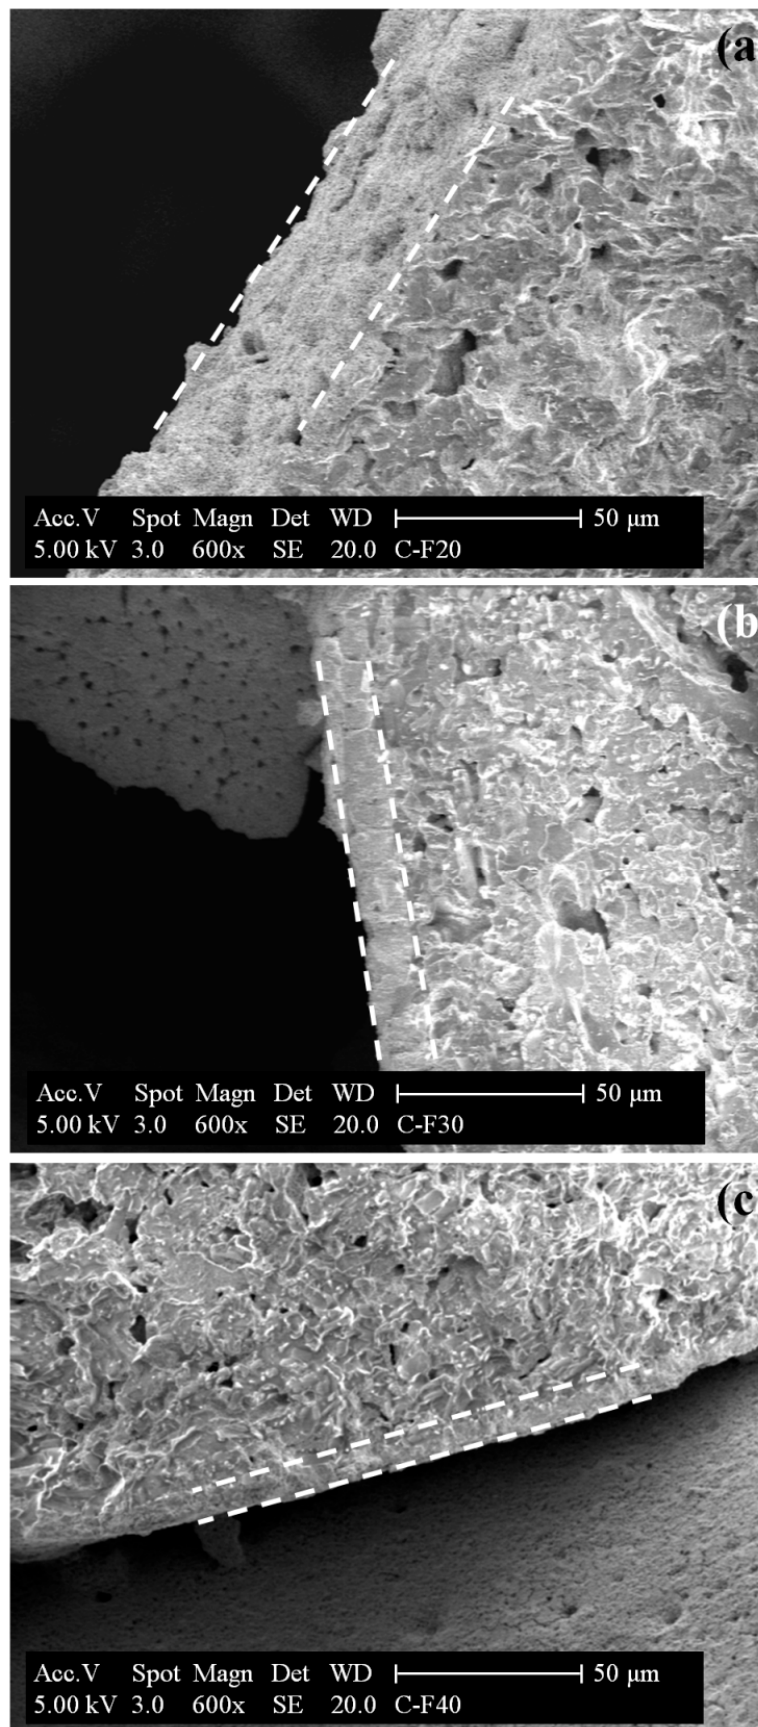 (a
Acc.V Spot Magn Det WD 50 μm
5.00 kV 3.0 600x SE 20.0 C-F20
(b
Acc.V Spot Magn Det WD 50 μm
5.00 kV 3.0 600x SE 20.0 C-F30
(c
Acc.V Spot Magn Det WD 50 μm
5.00 kV 3.0 600x SE 20.0 C-F40